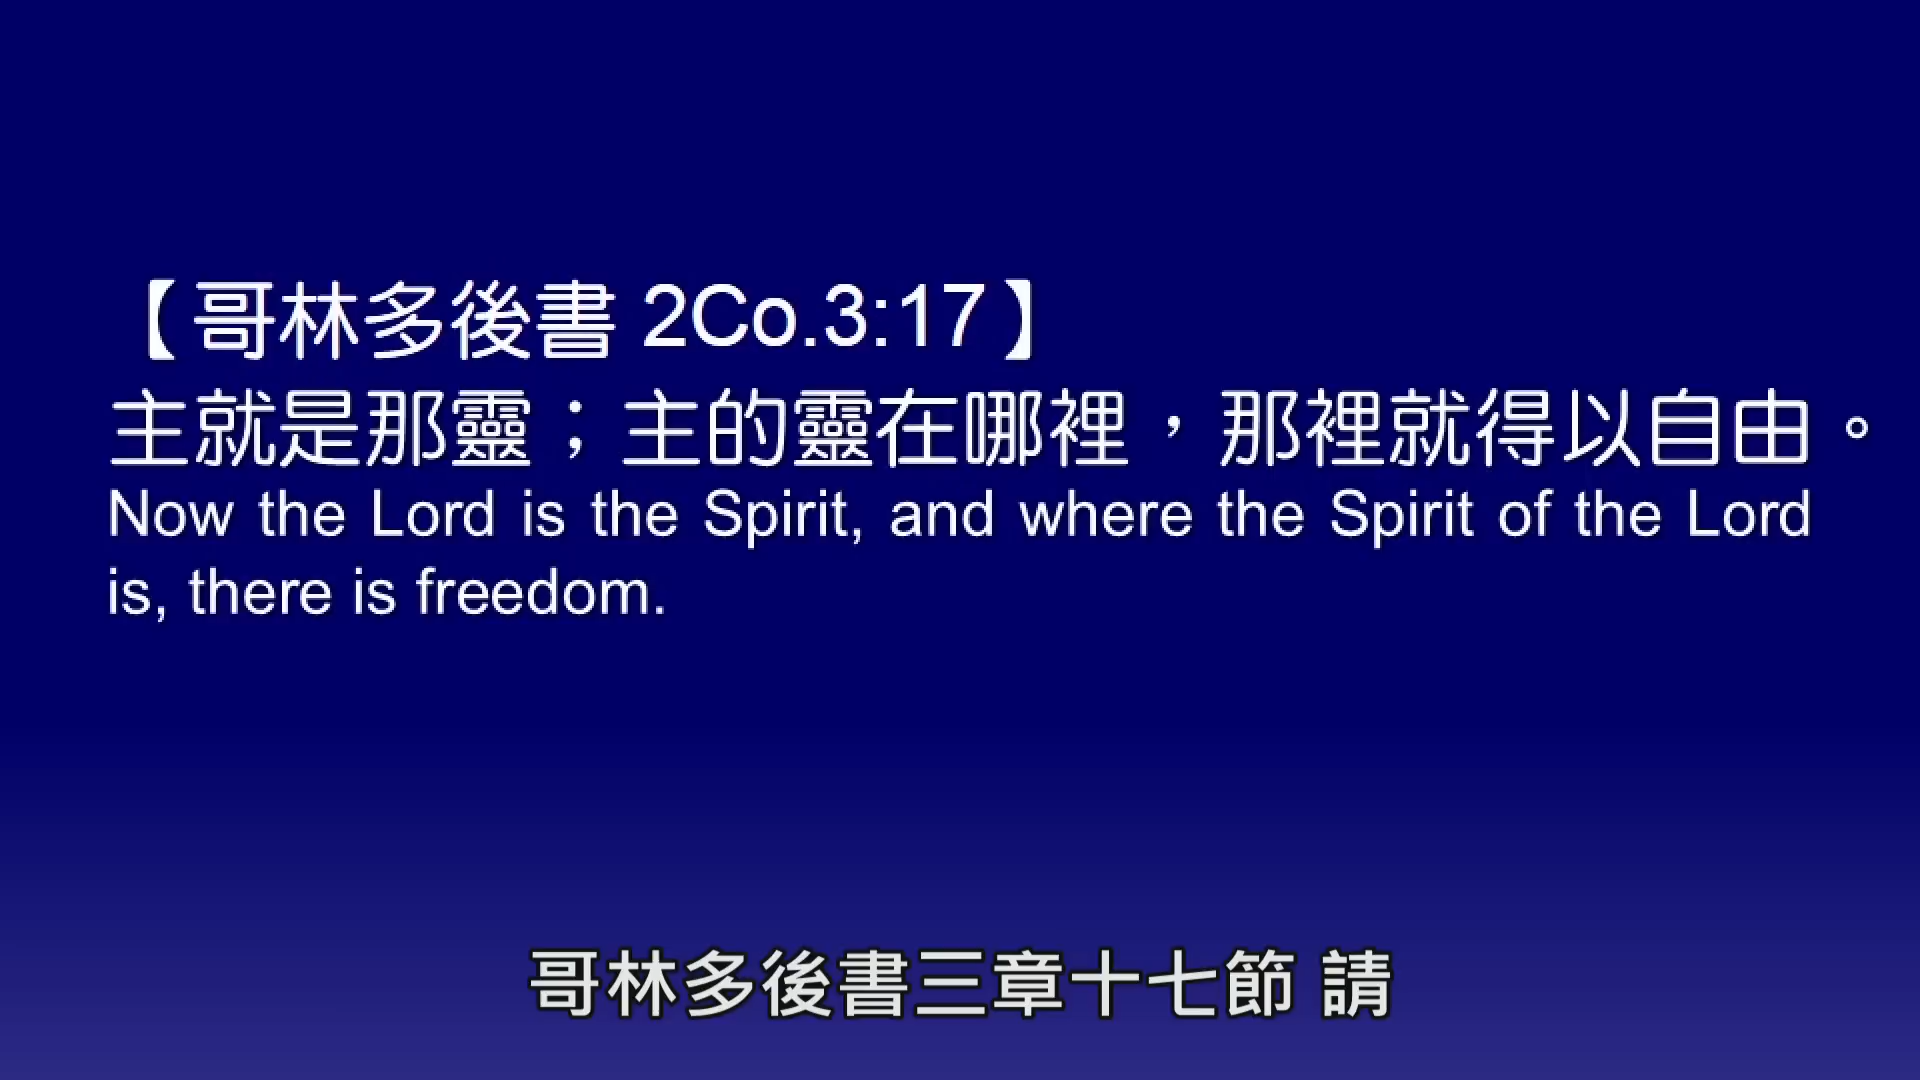 【哥林多後書 2Co.3:17】
主就是那靈；主的靈在哪裡，那裡就得以自由。
Now the Lord is the Spirit, and where the Spirit of the Lord
is, there is freedom.
哥林多後書三章十七節 請